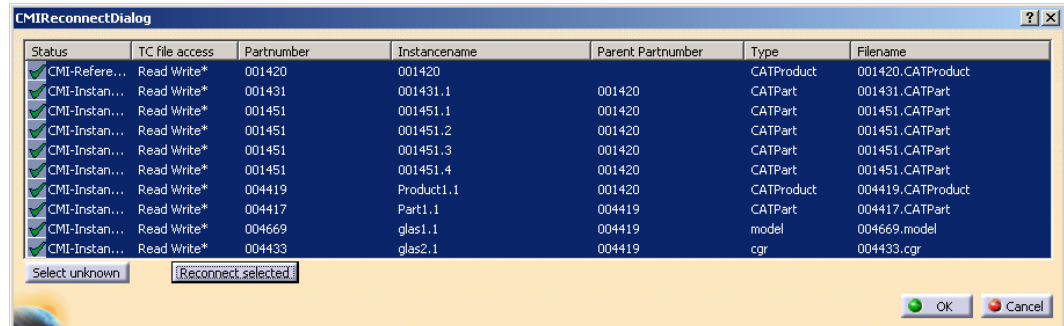 CMIReconnectDialog
Status TC file access Partnumber Instancename Parent Partnumber Type Filename
CMI-Refere... Read Write* 001420 001420 CATProduct 001420.CATProduct
CMI-Instan... Read Write* 001431 001431.1 001420 CATPart 001431.CATPart
CMI-Instan... Read Write* 001451 001451.1 001420 CATPart 001451.CATPart
CMI-Instan... Read Write* 001451 001451.2 001420 CATPart 001451.CATPart
CMI-Instan... Read Write* 001451 001451.3 001420 CATPart 001451.CATPart
CMI-Instan... Read Write* 001451 001451.4 001420 CATPart 001451.CATPart
CMI-Instan... Read Write* 004419 Product1.1 001420 CATProduct 004419.CATProduct
CMI-Instan... Read Write* 004417 Part1.1 004419 CATPart 004417.CATPart
CMI-Instan... Read Write* 004669 glas1.1 004419 model 004669.model
CMI-Instan... Read Write* 004433 glas2.1 004419 cgr 004433.cgr
Select unknown Reconnect selected
OK Cancel